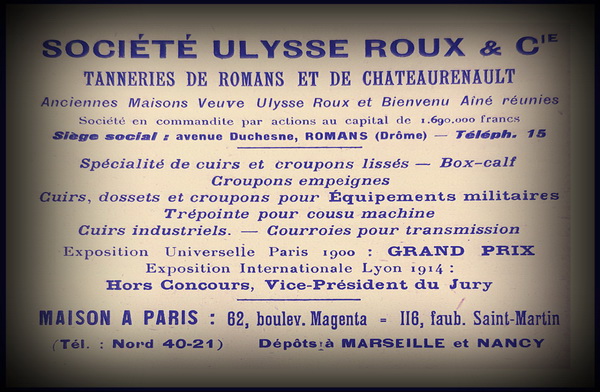 SOCIÉTÉ ULYSSE ROUX & CIE
TANNERIES DE ROMANS ET DE CHATEAURENAULT
Anciennes Maisons Veuve Ulysse Roux et Bienvenu Aîné réunies
Société en commandite par actions au capital de 1.690.000 francs
Siège social : avenue Duchesne, ROMANS (Drôme) — Téléph. 15
Spécialité de cuirs et croupons lissés — Box-calf
Croupons empeignes
Cuirs, dossets et croupons pour Équipements militaires
Trépointe pour cousu machine
Cuirs industriels. — Courroies pour transmission
Exposition Universelle Paris 1900 : GRAND PRIX
Exposition Internationale Lyon 1914 :
Hors Concours, Vice-Président du Jury
MAISON A PARIS : 62, boulev. Magenta = 116, faub. Saint-Martin
(Tél. : Nord 40-21) Dépôts à MARSEILLE et NANCY